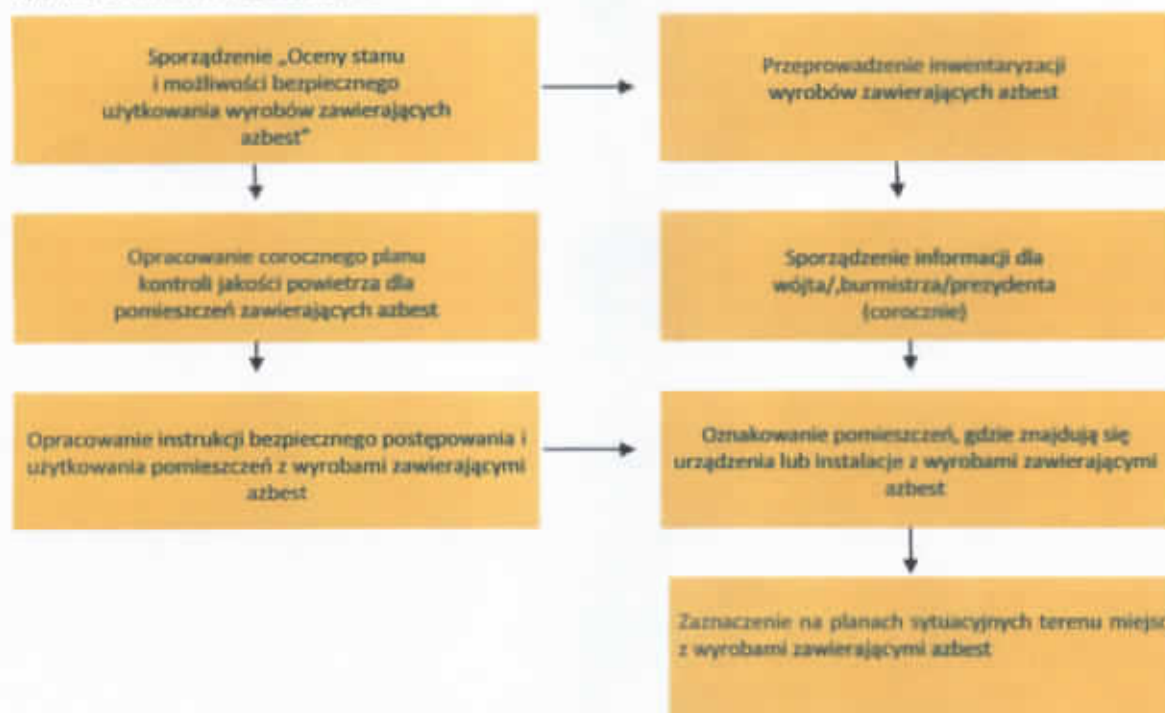 Sporządzenie „Oceny stanu
i możliwości bezpiecznego
użytkowania wyrobów zawierających
azbest”
Przeprowadzenie inwentaryzacji
wyrobów zawierających azbest
Opracowanie corocznego planu
kontroli jakości powietrza dla
pomieszczeń zawierających azbest
Sporządzenie informacji dla
wójta/,burmistrza/prezydenta
(corocznie)
Opracowanie instrukcji bezpiecznego postępowania i
użytkowania pomieszczeń z wyrobami zawierającymi
azbest
Oznakowanie pomieszczeń, gdzie znajdują się
urządzenia lub instalacje z wyrobami zawierającymi
azbest
Zaznaczenie na planach sytuacyjnych terenu miejsc
z wyrobami zawierającymi azbest